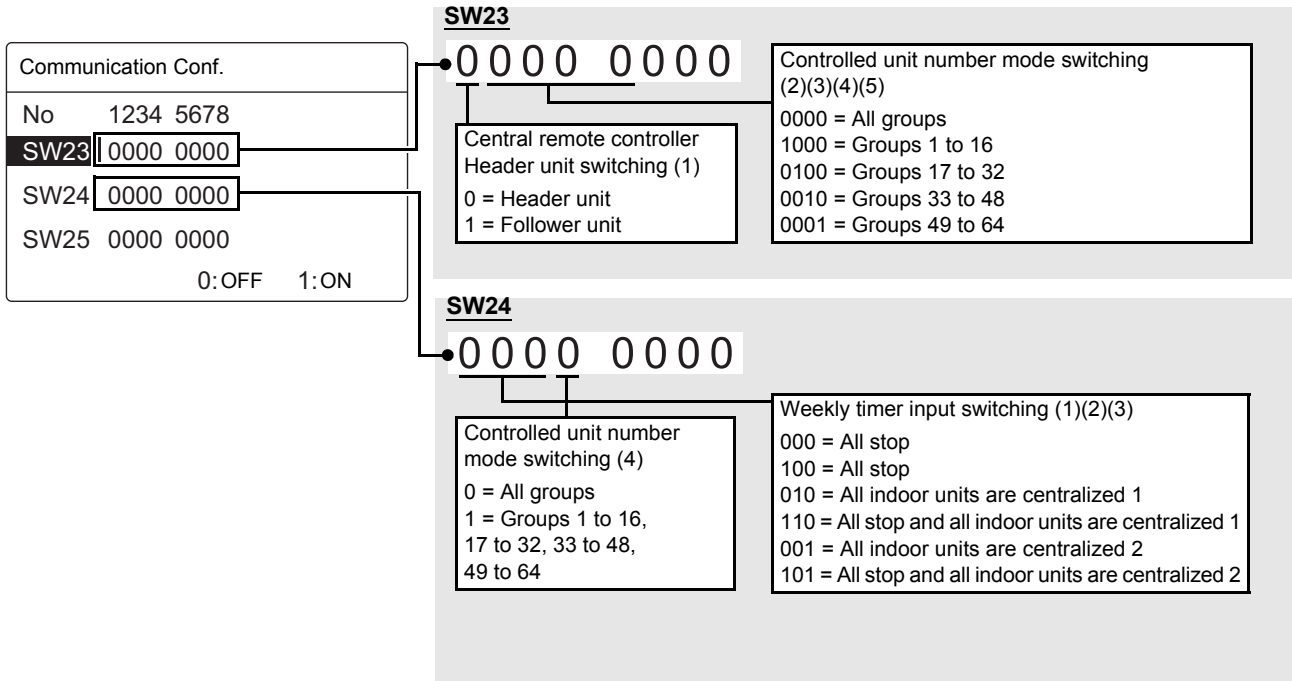 Communication Conf.
No 1234 5678
SW23 0000 0000
SW24 0000 0000
SW25 0000 0000
0:OFF 1:ON
SW23
0000 0000
Central remote controller
Header unit switching (1)
0 = Header unit
1 = Follower unit
Controlled unit number mode switching
(2)(3)(4)(5)
0000 = All groups
1000 = Groups 1 to 16
0100 = Groups 17 to 32
0010 = Groups 33 to 48
0001 = Groups 49 to 64
SW24
0000 0000
Controlled unit number
mode switching (4)
0 = All groups
1 = Groups 1 to 16,
17 to 32, 33 to 48,
49 to 64
Weekly timer input switching (1)(2)(3)
000 = All stop
100 = All stop
010 = All indoor units are centralized 1
110 = All stop and all indoor units are centralized 1
001 = All indoor units are centralized 2
101 = All stop and all indoor units are centralized 2